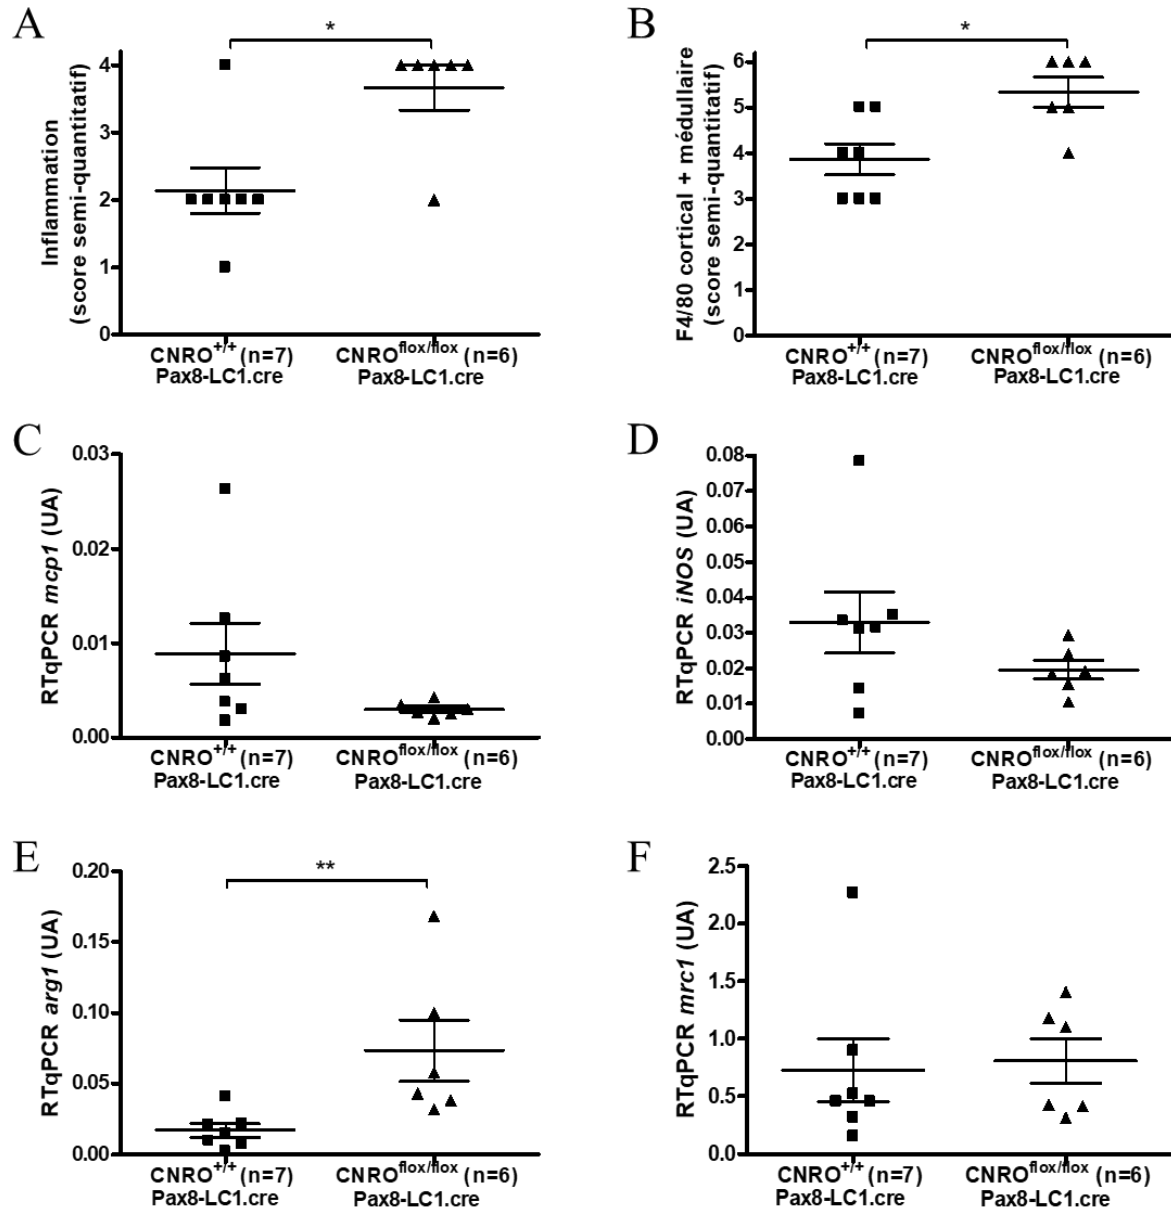 A
*
Inflammation
(score semi-quantitatif)
4
3
2
1
0
CNRO+/+ (n=7)
Pax8-LC1.cre
CNROflox/flox (n=6)
Pax8-LC1.cre
B
*
F4/80 cortical + médullaire
(score semi-quantitatif)
6
5
4
3
2
1
0
CNRO+/+ (n=7)
Pax8-LC1.cre
CNROflox/flox (n=6)
Pax8-LC1.cre
C
RTqPCR mcp1 (UA)
0.03
0.02
0.01
0.00
CNRO+/+ (n=7)
Pax8-LC1.cre
CNROflox/flox (n=6)
Pax8-LC1.cre
D
RTqPCR iNOS (UA)
0.08
0.07
0.06
0.05
0.04
0.03
0.02
0.01
0.00
CNRO+/+ (n=7)
Pax8-LC1.cre
CNROflox/flox (n=6)
Pax8-LC1.cre
E
**
RTqPCR arg1 (UA)
0.20
0.15
0.10
0.05
0.00
CNRO+/+ (n=7)
Pax8-LC1.cre
CNROflox/flox (n=6)
Pax8-LC1.cre
F
RTqPCR mrc1 (UA)
2.5
2.0
1.5
1.0
0.5
0.0
CNRO+/+ (n=7)
Pax8-LC1.cre
CNROflox/flox (n=6)
Pax8-LC1.cre